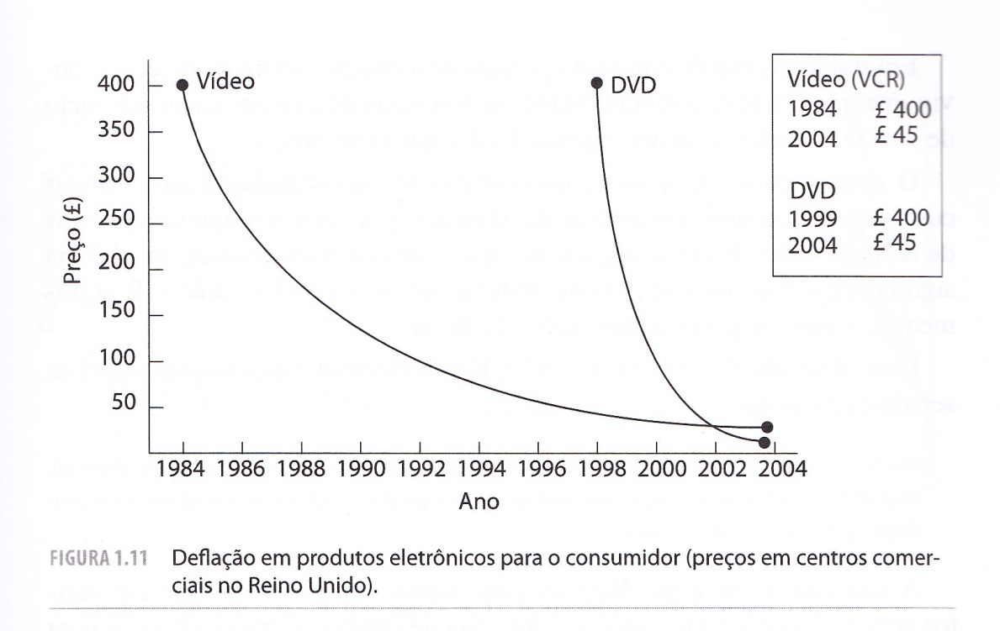 400
350
300
250
200
150
100
50
Preço (£)
Vídeo
DVD
Vídeo (VCR)
1984 £ 400
2004 £ 45
DVD
1999 £ 400
2004 £ 45
1984 1986 1988 1990 1992 1994 1996 1998 2000 2002 2004
Ano
FIGURA 1.11 Deflação em produtos eletrônicos para o consumidor (preços em centros comer-
ciais no Reino Unido).